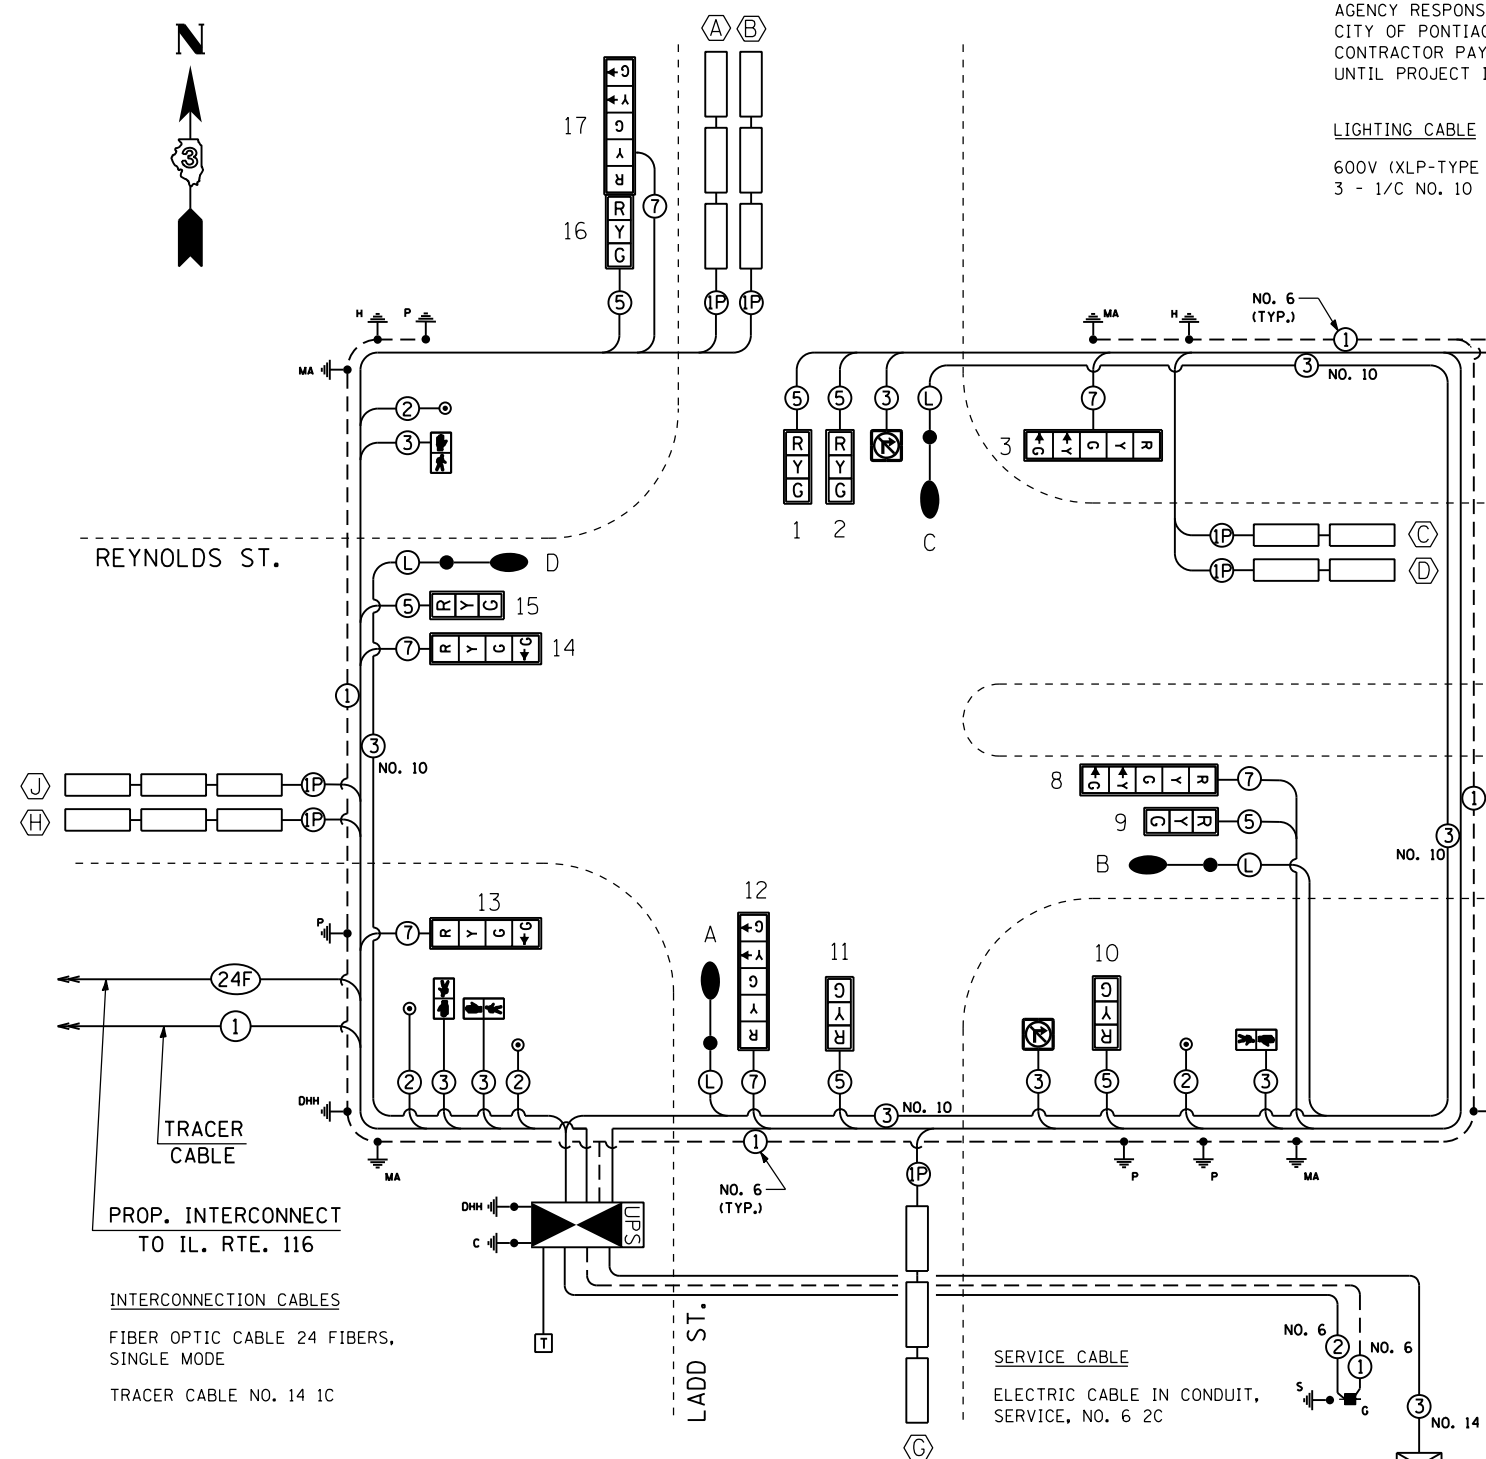 N
3
A
B
AGENCY RESPONS
CITY OF PONTIAC
CONTRACTOR PAY
UNTIL PROJECT I
LIGHTING CABLE
600V (XLP-TYPE
3 - 1/C NO. 10
17
G
Y
G
Y
R
7
16
R
Y
G
5
1P
1P
H
P
MA
MA
H
NO. 6
(TYP.)
1
3
NO. 10
2
3
5
5
3
L
7
R
Y
G
R
Y
G
1
2
C
3
G Y G Y R
1P
C
1P
D
REYNOLDS ST.
L
D
5
R Y G
15
7
R Y G G
14
1
3
NO. 10
J
1P
H
1P
8
G Y G Y R
7
9
G Y R
5
B
L
1
3
NO. 10
P
7
13
R Y G G
24F
1
A
12
G
Y
G
Y
R
11
G
Y
R
10
G
Y
R
2
3
3
2
L
7
5
3
5
2
3
DHH
3
NO. 10
TRACER
CABLE
MA
1
NO. 6
(TYP.)
1P
P
P
MA
PROP. INTERCONNECT
TO IL. RTE. 116
DHH
C
UPS
T
INTERCONNECTION CABLES
FIBER OPTIC CABLE 24 FIBERS,
SINGLE MODE
TRACER CABLE NO. 14 1C
LADD ST.
G
SERVICE CABLE
ELECTRIC CABLE IN CONDUIT,
SERVICE, NO. 6 2C
NO. 6
2
NO. 6
1
S
G
3
NO. 14